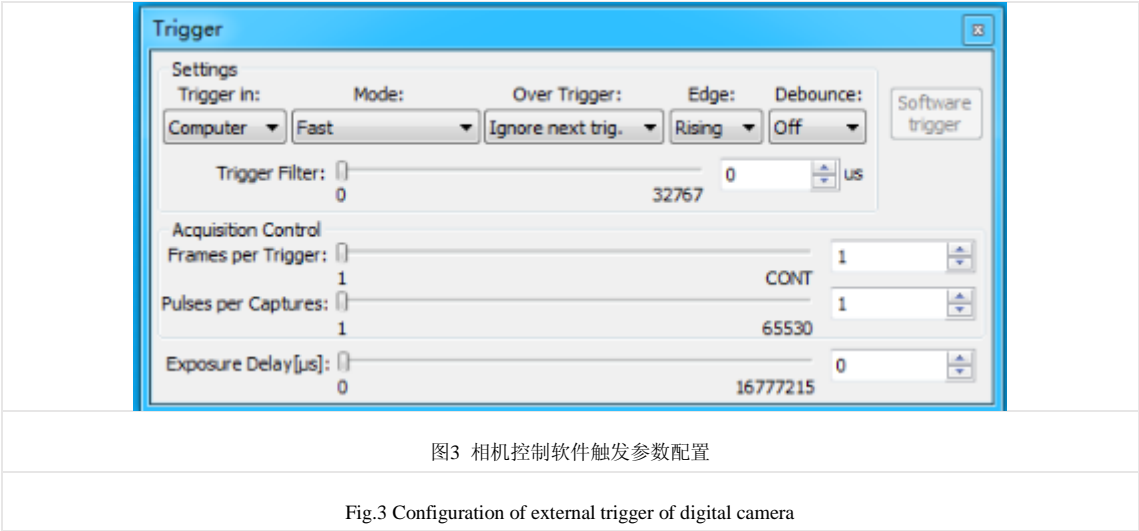 Trigger
Settings
Trigger in: Mode: Over Trigger: Edge: Debounce:
Computer Fast Ignore next trig. Rising Off
Software
trigger
Trigger Filter: 0 us
0 32767
Acquisition Control
Frames per Trigger: 1
1 CONT
Pulses per Captures: 1
1 65530
Exposure Delay[µs]: 0
0 16777215
图3 相机控制软件触发参数配置
Fig.3 Configuration of external trigger of digital camera